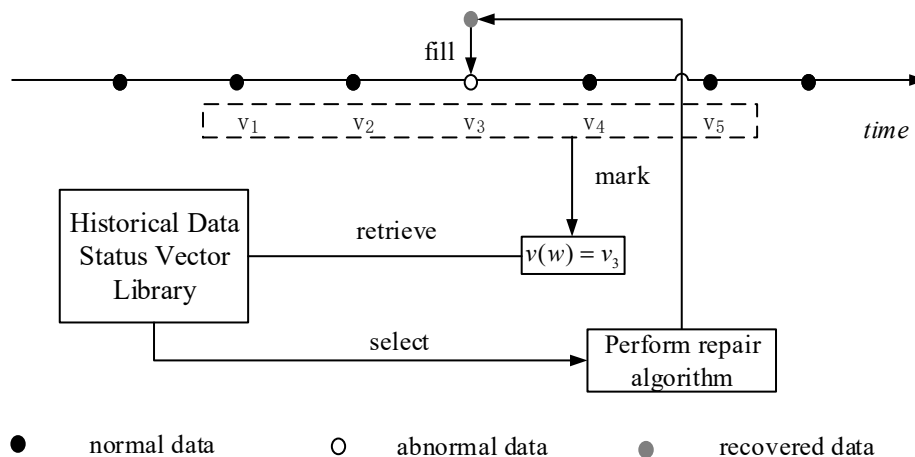 fill
v₁ v₂ v₃ v₄ v₅
time
mark
Historical Data
Status Vector
Library
retrieve
v(w) = v₃
select
Perform repair
algorithm
normal data abnormal data recovered data